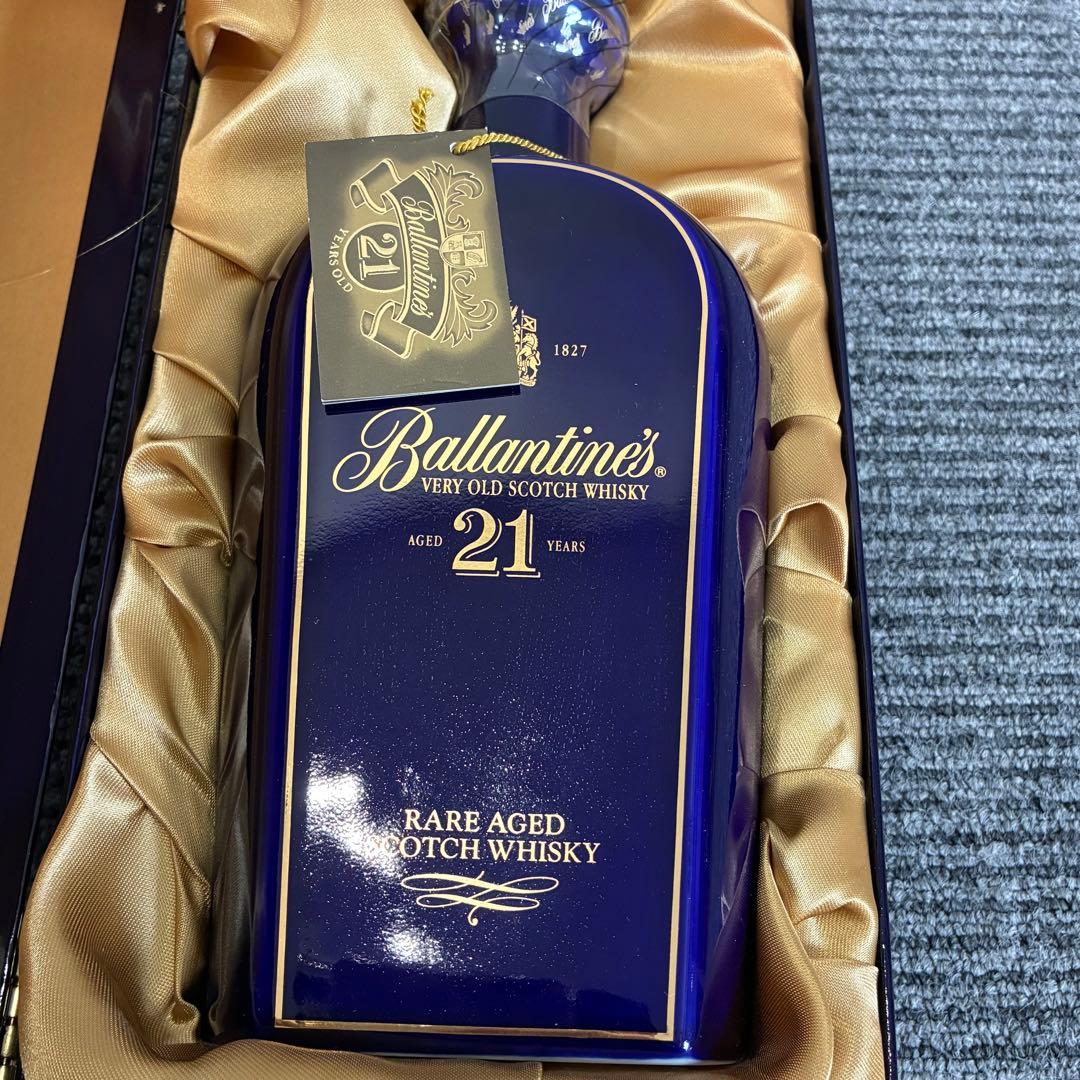 Ballantine's
21
YEARS OLD
1827
Ballantine's®
VERY OLD SCOTCH WHISKY
AGED 21 YEARS
RARE AGED
SCOTCH WHISKY